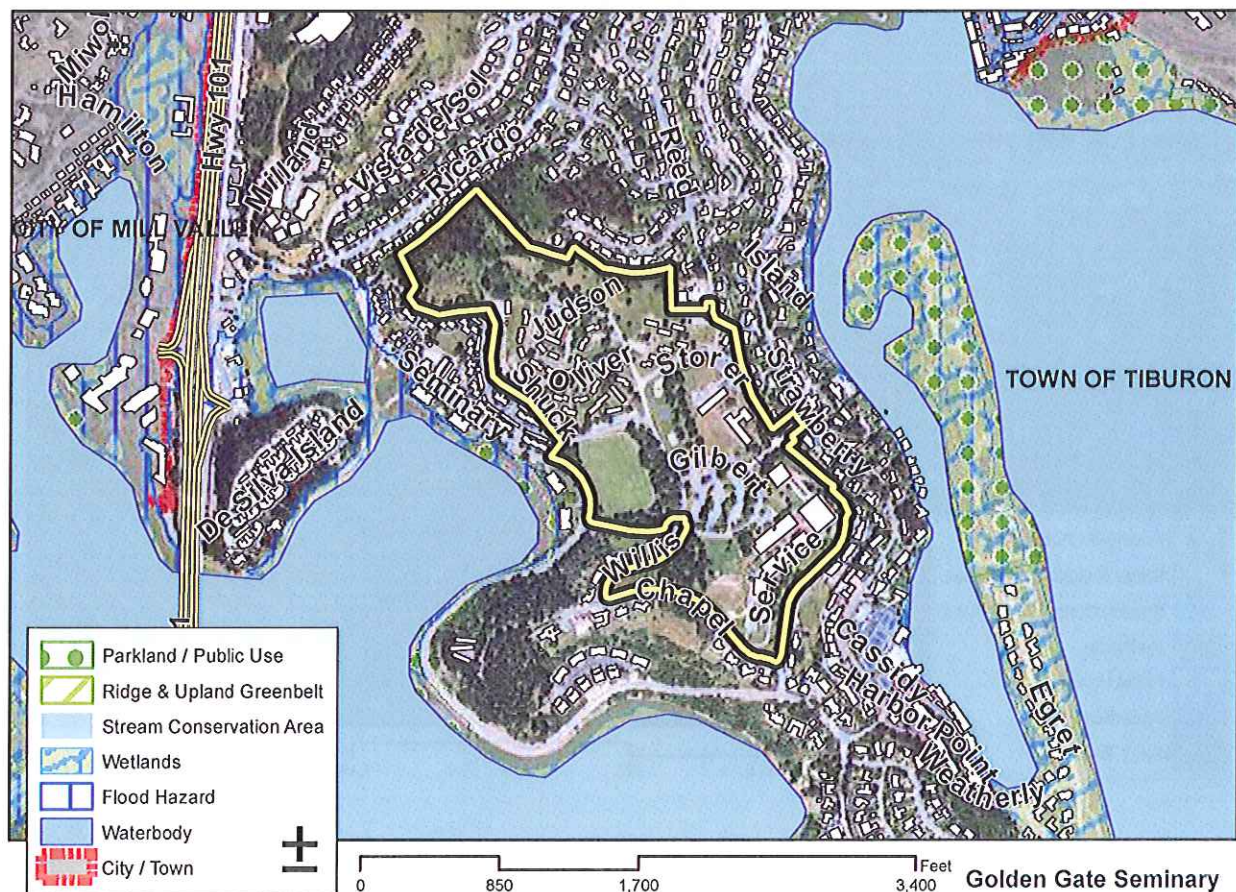 Miwo
Hamilton
Hwy 101
CITY OF MILL VALLEY
Milland
Vista del Sol
Ricardo
Reed
Island
Judson
Oliver
Storer
Strawberry
Shuck
Seminary
Gilbert
De Silva Island
Willis
Chapel
Service
TOWN OF TIBURON
Cassidy
Harbor Point
Weatherly
Egret
Parkland / Public Use
Ridge & Upland Greenbelt
Stream Conservation Area
Wetlands
Flood Hazard
Waterbody
City / Town
Feet
0 850 1,700 3,400
Golden Gate Seminary